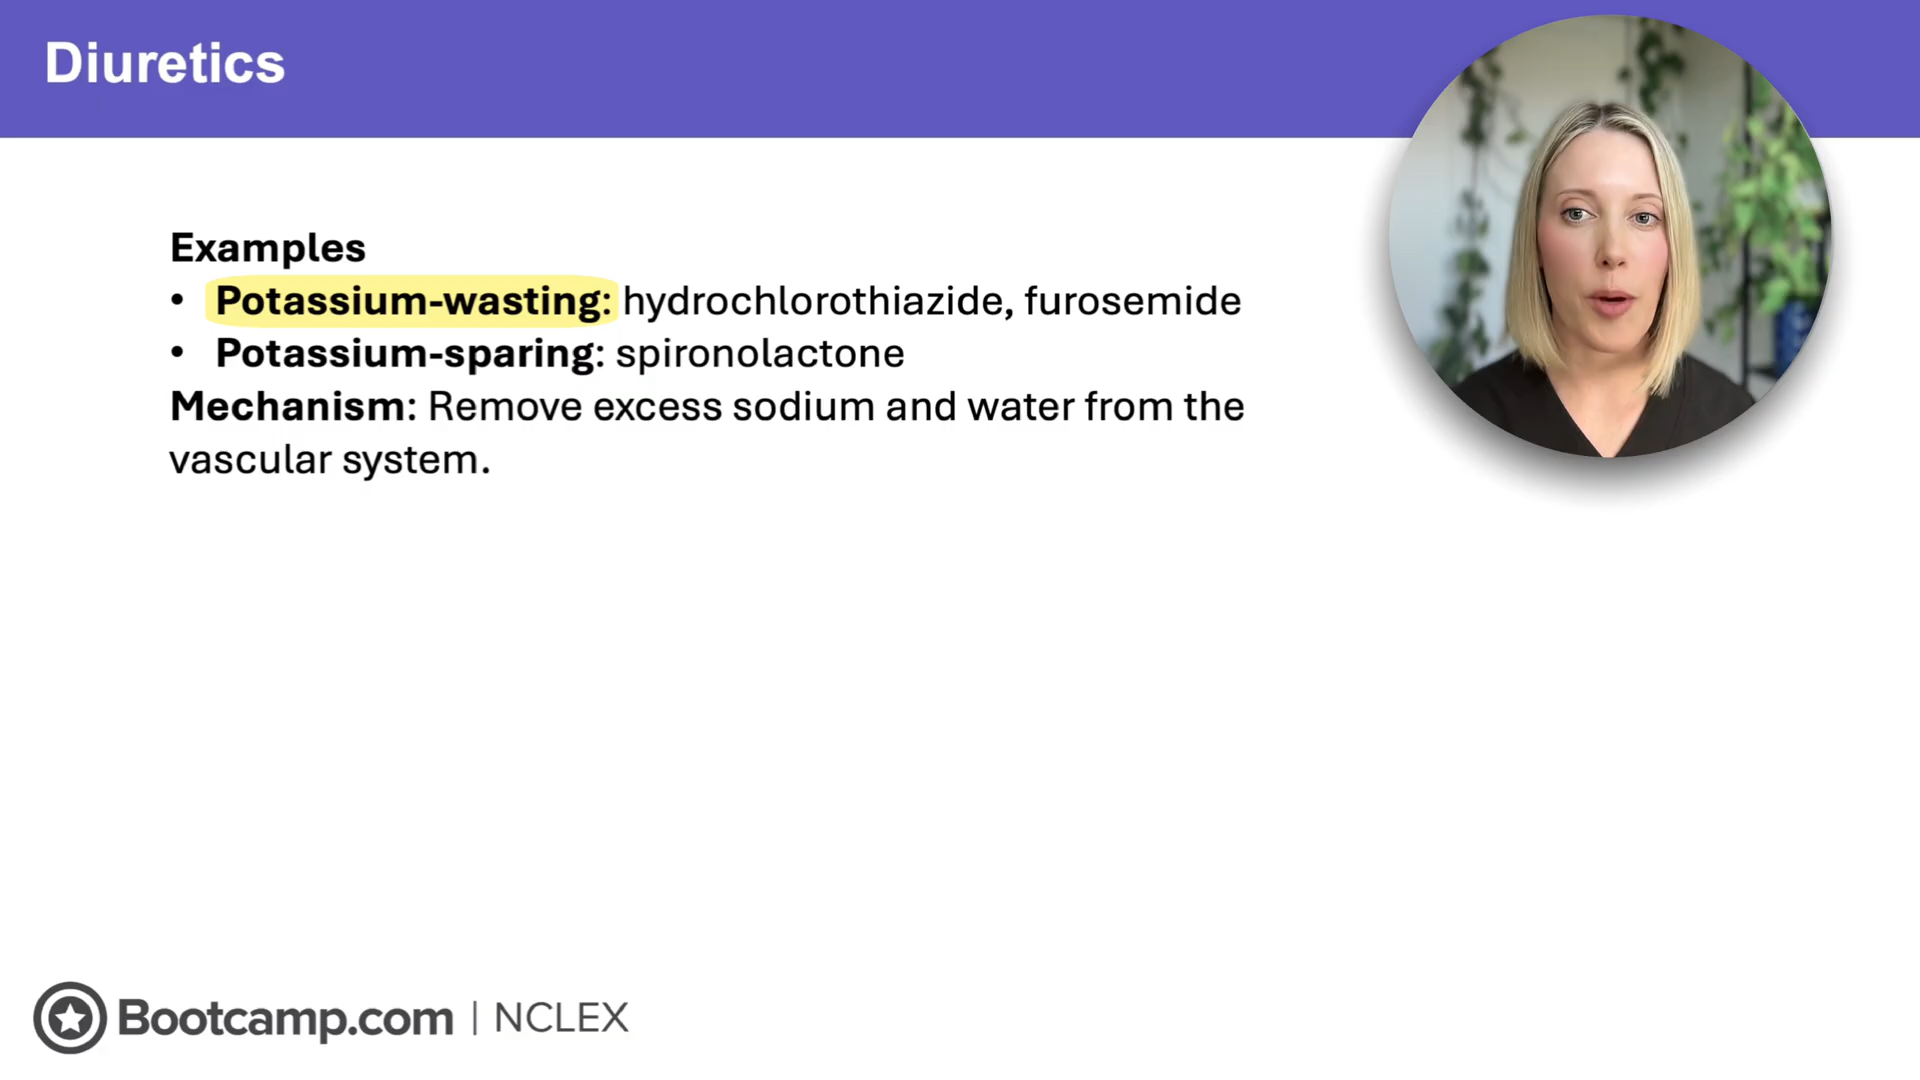 Diuretics
Examples
• Potassium-wasting: hydrochlorothiazide, furosemide
• Potassium-sparing: spironolactone
Mechanism: Remove excess sodium and water from the
vascular system.
Bootcamp.com | NCLEX